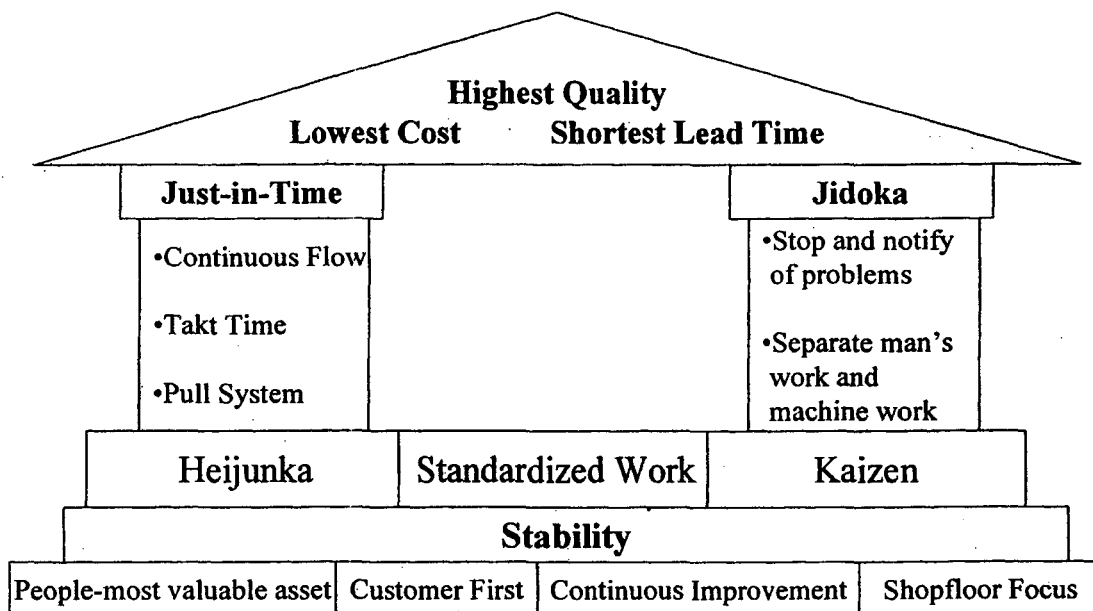 Highest Quality
Lowest Cost Shortest Lead Time
Just-in-Time
Jidoka
•Continuous Flow
•Takt Time
•Pull System
•Stop and notify
of problems
•Separate man's
work and
machine work
Heijunka Standardized Work Kaizen
Stability
People-most valuable asset Customer First Continuous Improvement Shopfloor Focus